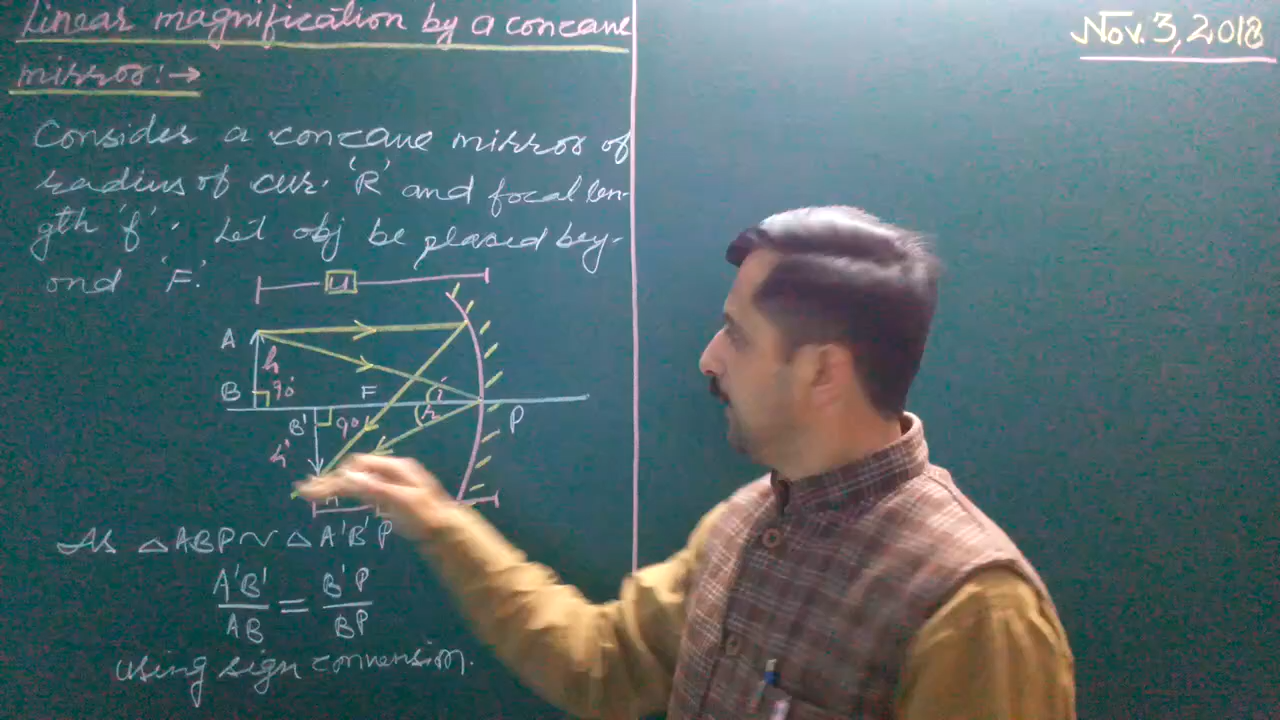 Linear magnification by a concave
mirror:→
Nov. 3, 2018
Consider a concave mirror of
radius of cur. 'R' and focal len-
gth 'f'. Let obj be plased bey-
ond 'F'.
u
A
h
B 90°
F
i
r
P
B' 90
h'
As △ABP ~ △A'B'P
A'B'/AB = B'P/BP
using sign convension.